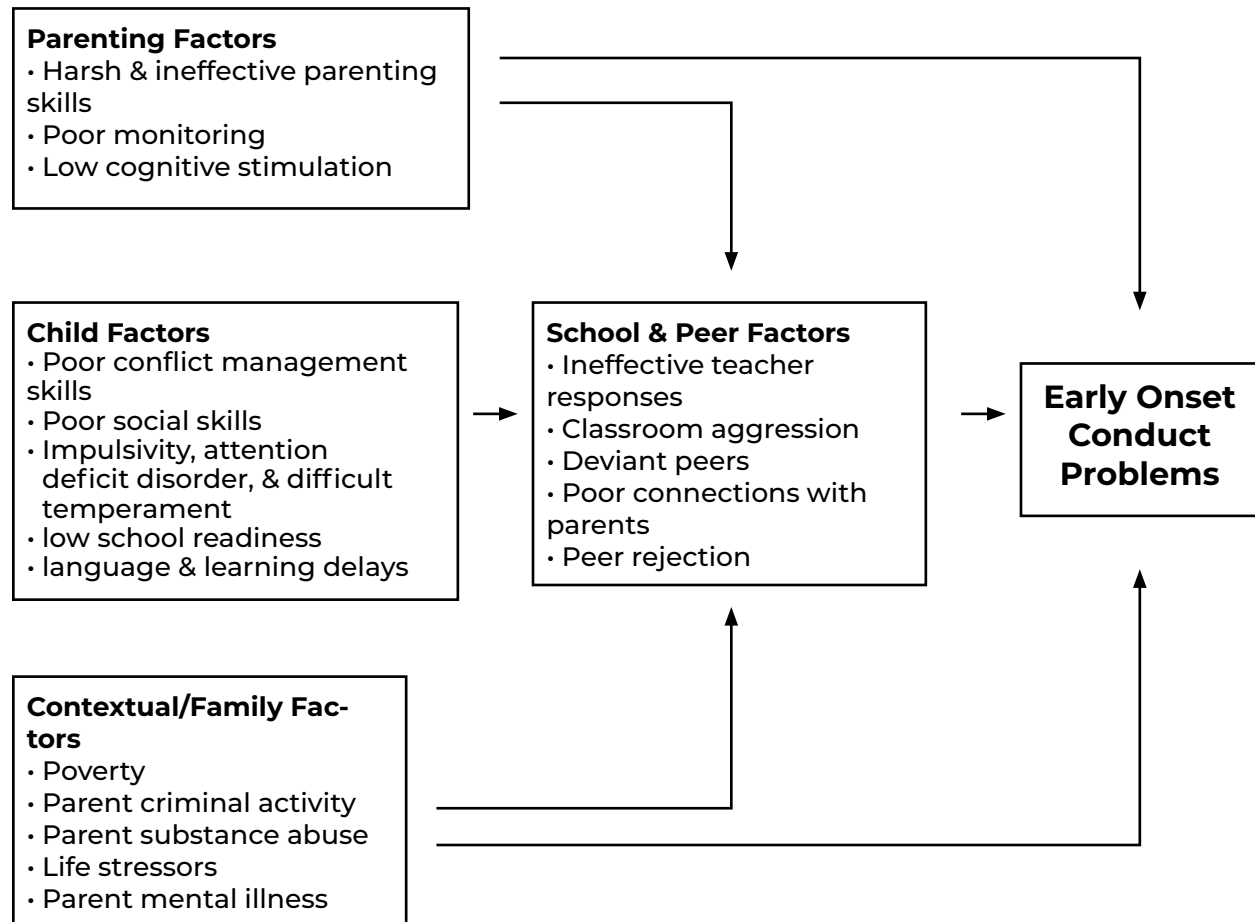 Parenting Factors
· Harsh & ineffective parenting
skills
· Poor monitoring
· Low cognitive stimulation
Child Factors
· Poor conflict management
skills
· Poor social skills
· Impulsivity, attention
deficit disorder, & difficult
temperament
· low school readiness
· language & learning delays
School & Peer Factors
· Ineffective teacher
responses
· Classroom aggression
· Deviant peers
· Poor connections with
parents
· Peer rejection
Early Onset
Conduct
Problems
Contextual/Family Fac-
tors
· Poverty
· Parent criminal activity
· Parent substance abuse
· Life stressors
· Parent mental illness